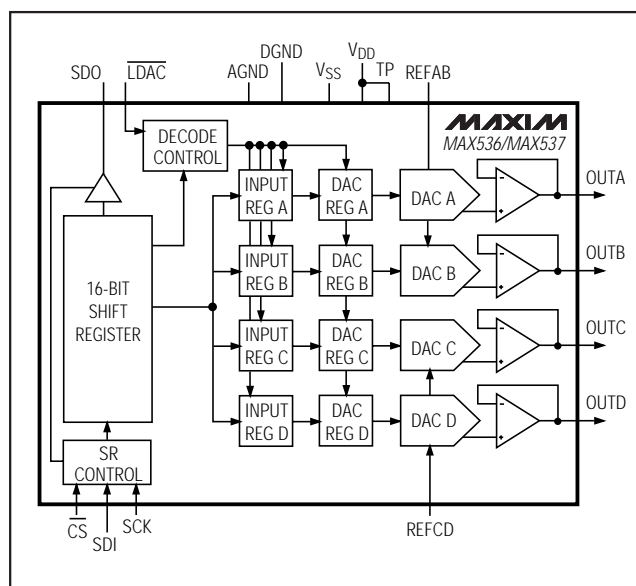 DGND
VDD
SDO
LDAC
AGND
VSS
TP
REFAB
MAXIM
MAX536/MAX537
DECODE
CONTROL
INPUT
REG A
DAC
REG A
DAC A
OUTA
INPUT
REG B
DAC
REG B
DAC B
OUTB
16-BIT
SHIFT
REGISTER
INPUT
REG C
DAC
REG C
DAC C
OUTC
INPUT
REG D
DAC
REG D
DAC D
OUTD
SR
CONTROL
CS
SDI
SCK
REFCD